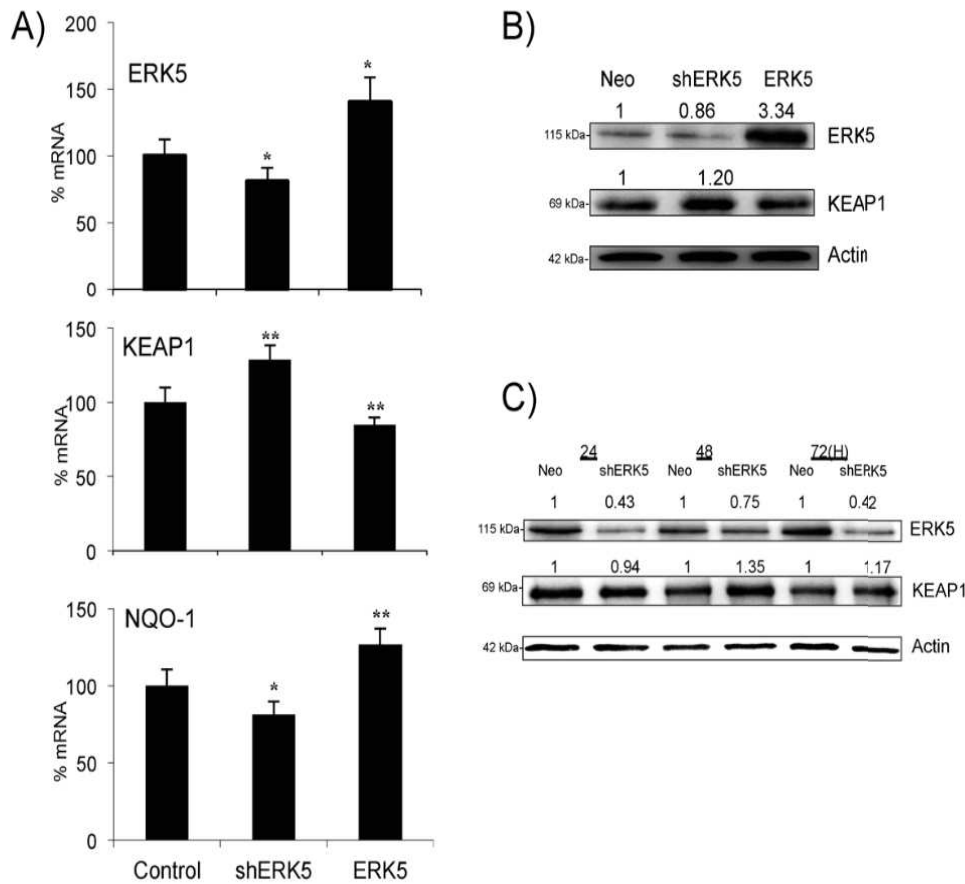 A)
ERK5
% mRNA
200
150
100
50
0
*
*
KEAP1
% mRNA
150
100
50
0
**
**
NQO-1
% mRNA
150
100
50
0
*
**
Control shERK5 ERK5
B)
Neo shERK5 ERK5
1 0.86 3.34
115 kDa- ERK5
1 1.20
69 kDa- KEAP1
42 kDa- Actin
C)
24 48 72(H)
Neo shERK5 Neo shERK5 Neo shERK5
1 0.43 1 0.75 1 0.42
115 kDa- ERK5
1 0.94 1 1.35 1 1.17
69 kDa- KEAP1
42 kDa- Actin